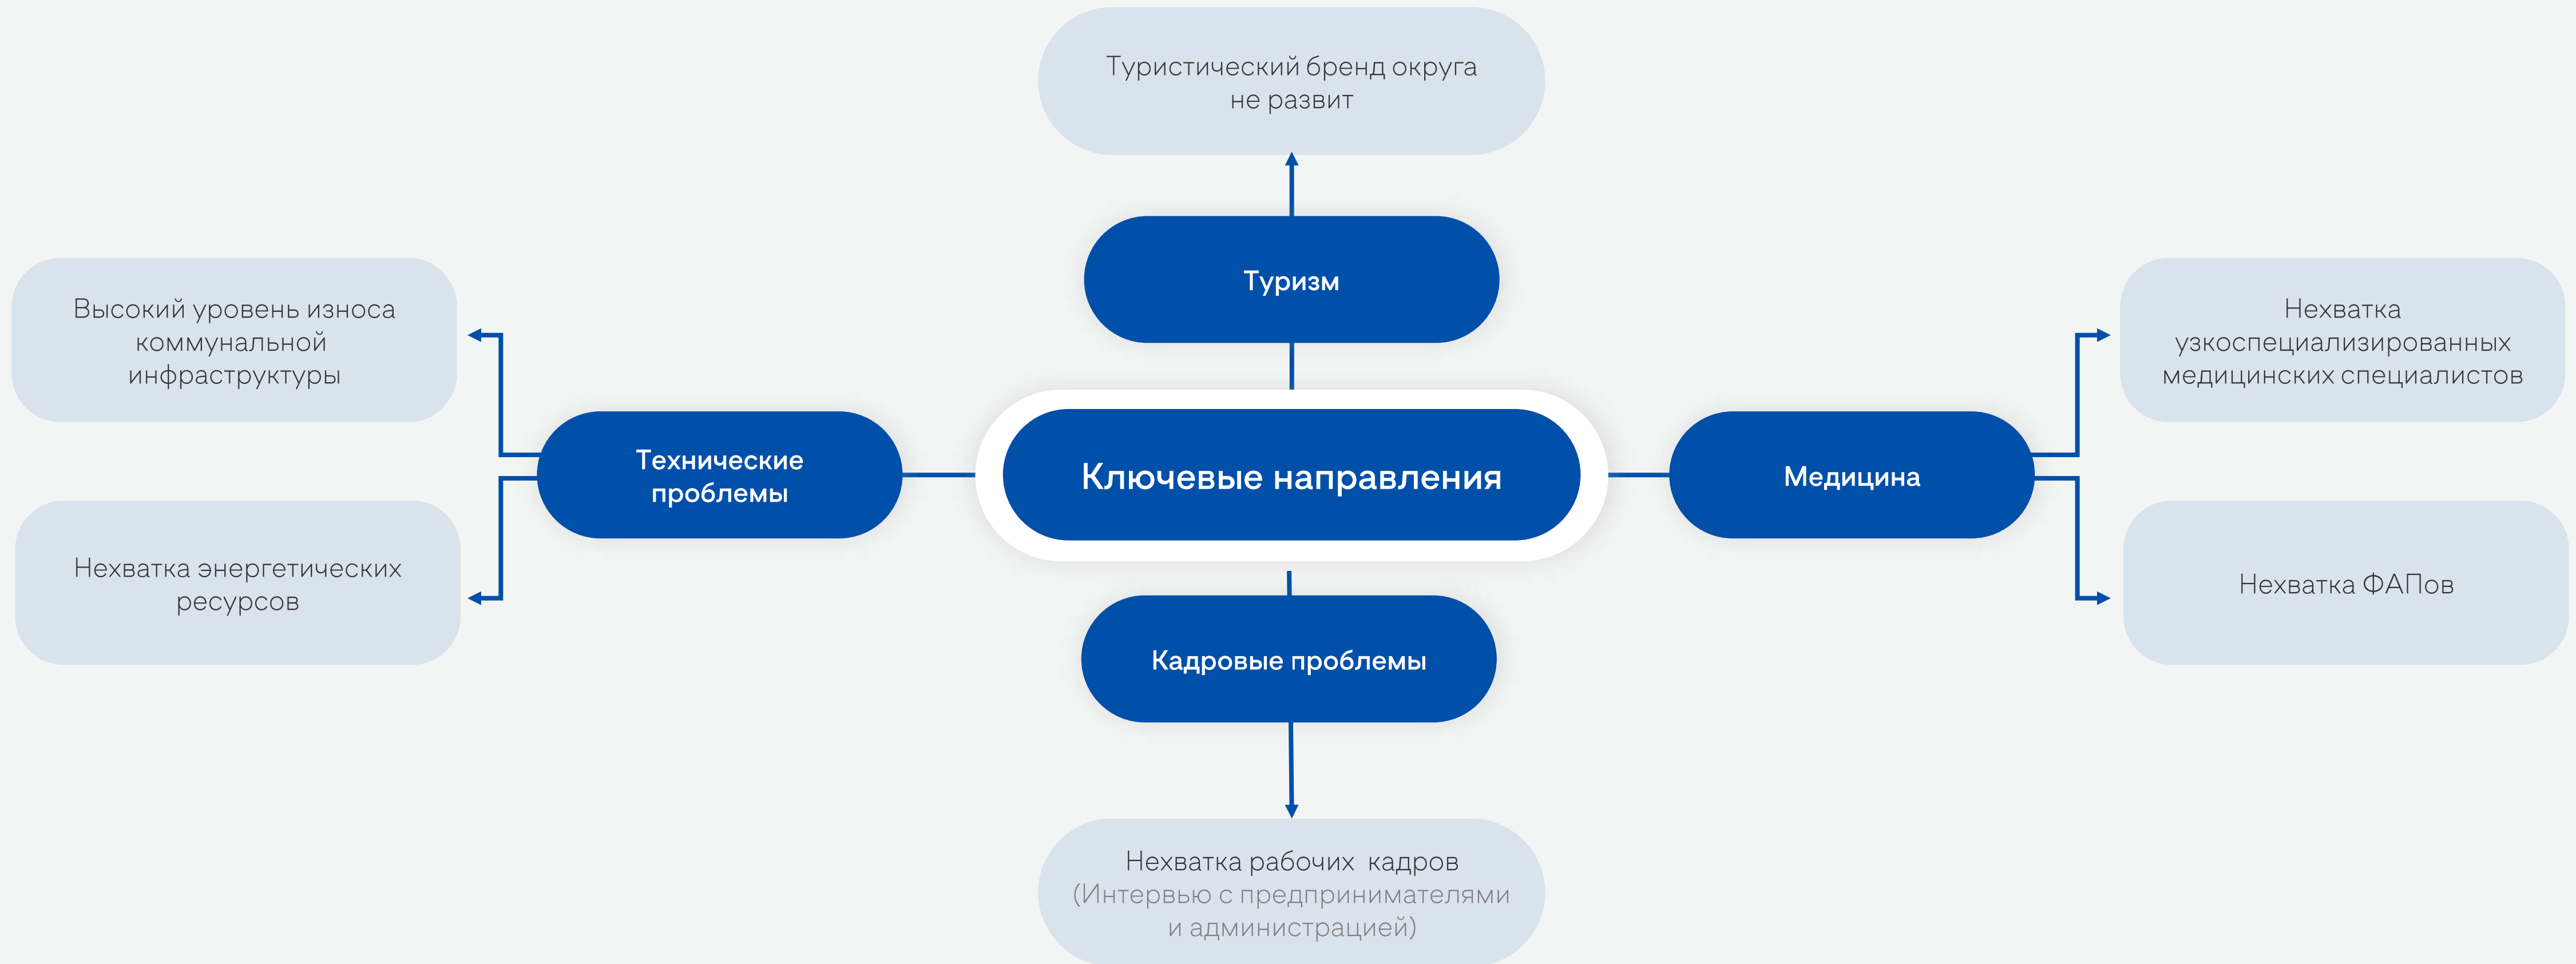 Туристический бренд округа
не развит
Туризм
Высокий уровень износа
коммунальной
инфраструктуры
Нехватка
узкоспециализированных
медицинских специалистов
Технические
проблемы
Ключевые направления
Медицина
Нехватка энергетических
ресурсов
Нехватка ФАПов
Кадровые проблемы
Нехватка рабочих кадров
(Интервью с предпринимателями
и администрацией)